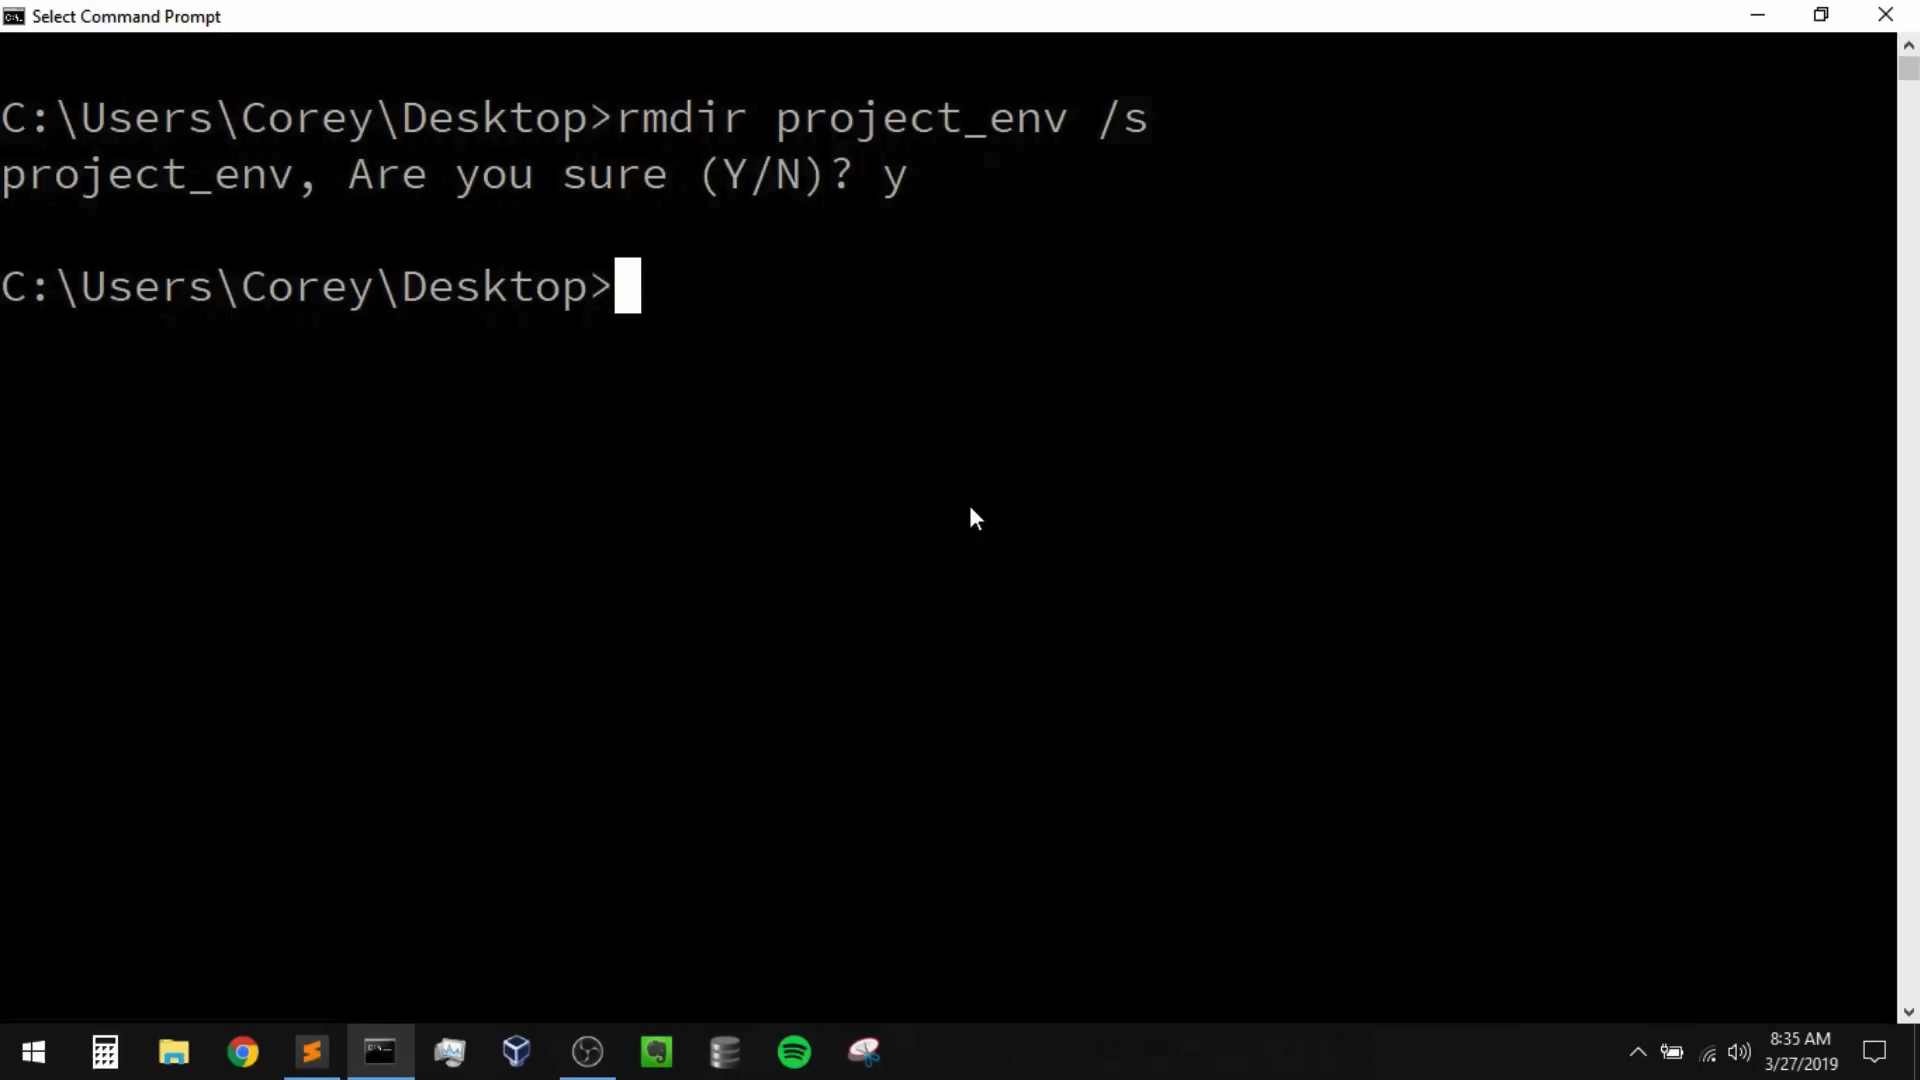 Select Command Prompt
C:\Users\Corey\Desktop>rmdir project_env /s
project_env, Are you sure (Y/N)? y
C:\Users\Corey\Desktop>
8:35 AM
3/27/2019